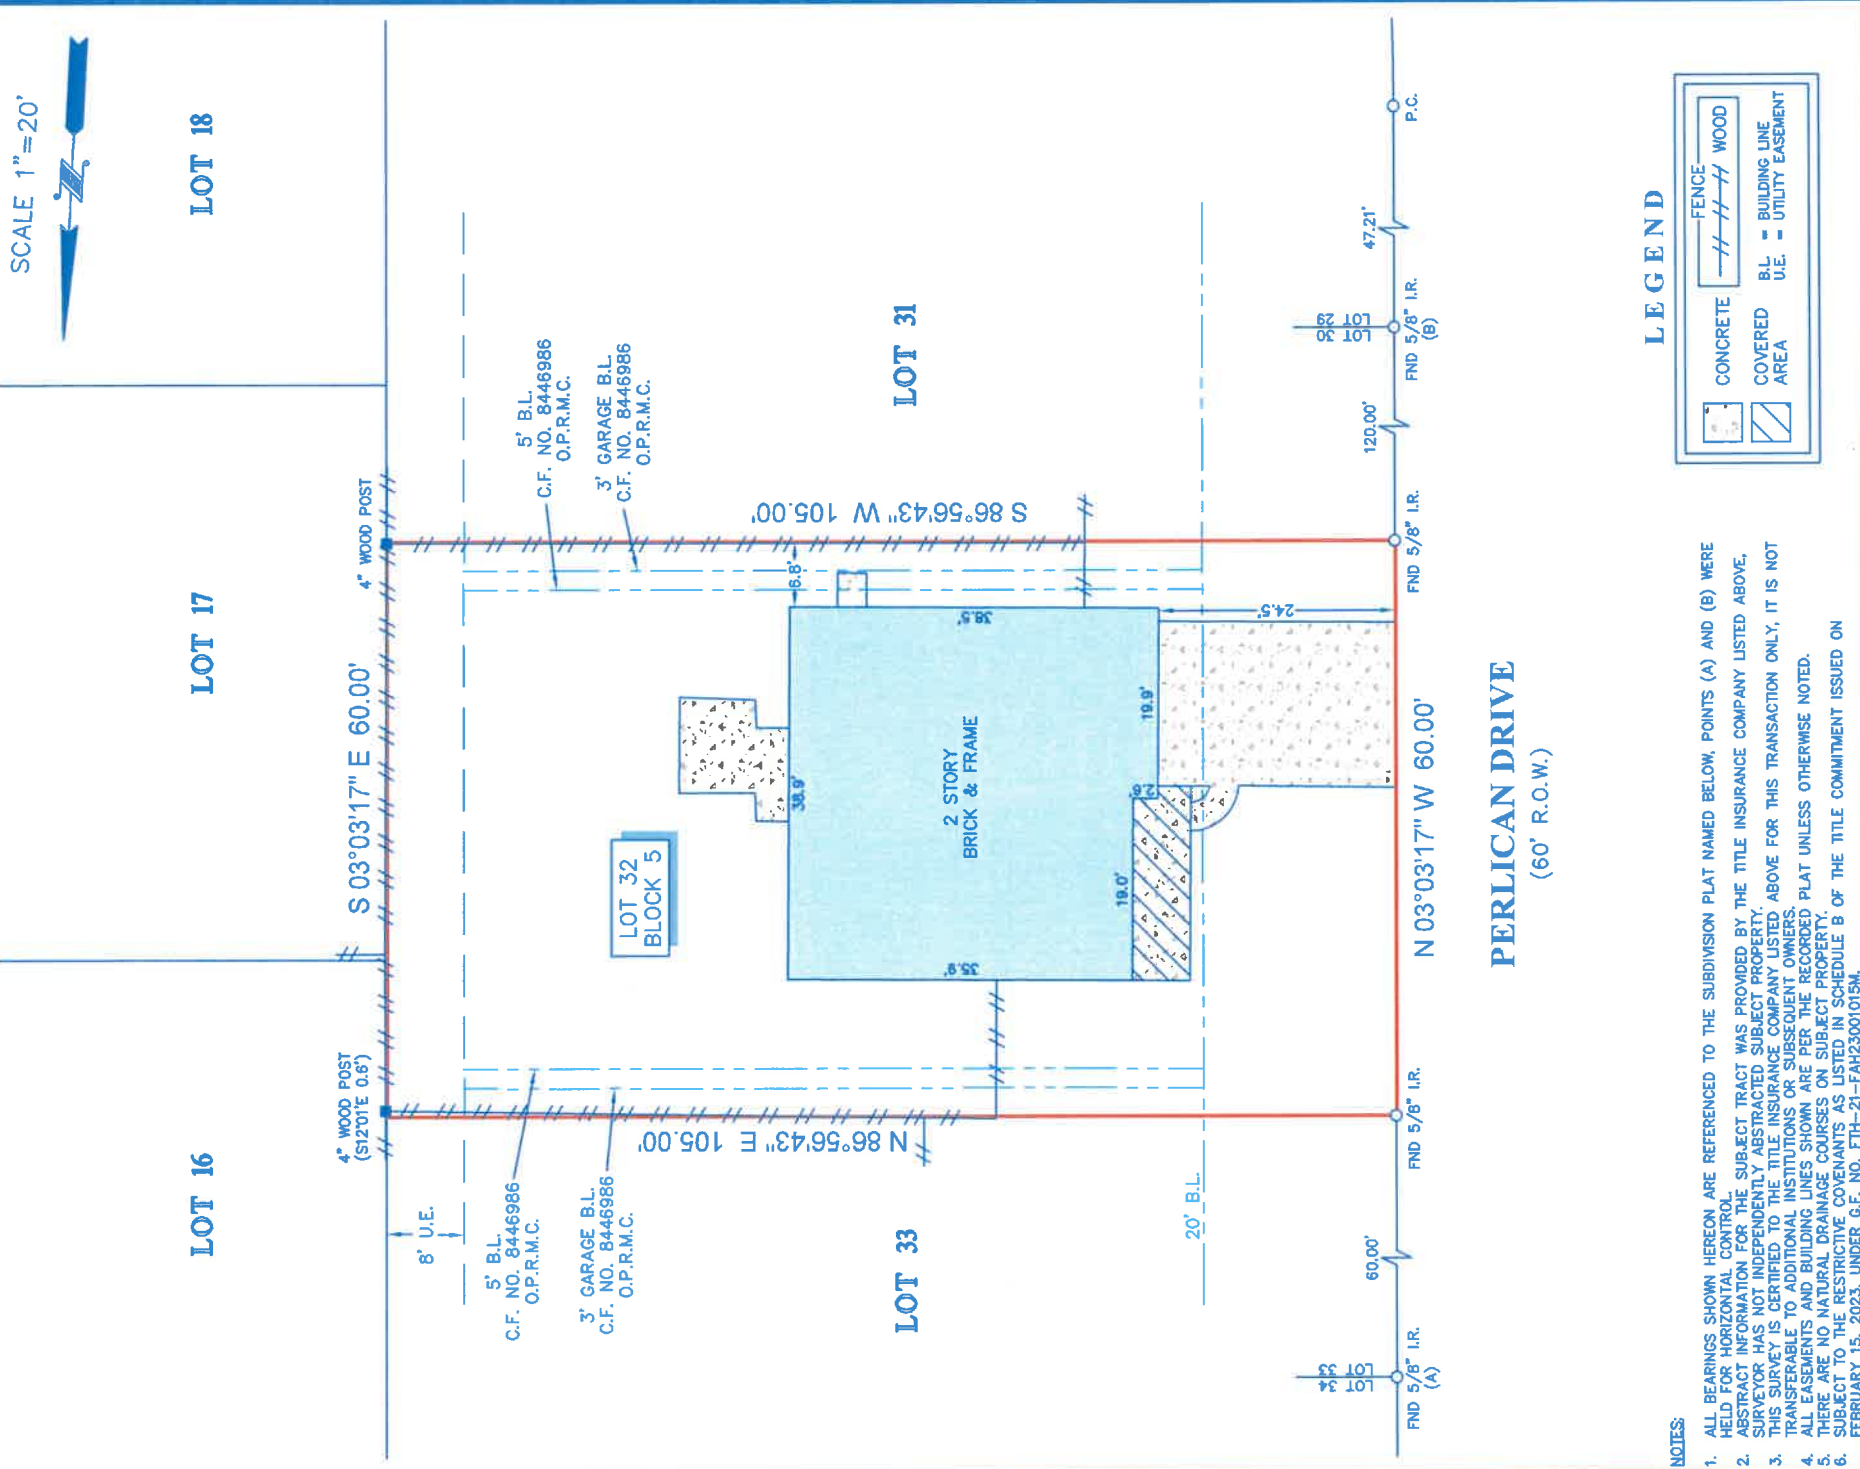 SCALE 1"=20'
LOT 16
LOT 17
LOT 18
4" WOOD POST
(S12°01'E 0.6')
S 03°03'17" E 60.00'
4" WOOD POST
8' U.E.
5' B.L.
C.F. NO. 8446986
O.P.R.M.C.
3' GARAGE B.L.
C.F. NO. 8446986
O.P.R.M.C.
5' B.L.
C.F. NO. 8446986
O.P.R.M.C.
3' GARAGE B.L.
C.F. NO. 8446986
O.P.R.M.C.
N 86°56'43" E 105.00'
S 86°56'43" W 105.00'
LOT 32
BLOCK 5
LOT 33
LOT 31
6.8'
38.9'
38.5'
35.9'
2 STORY
BRICK & FRAME
19.0'
2.6'
19.9'
24.5'
20' B.L.
LOT 34
LOT 33
LOT 30
LOT 29
60.00'
120.00'
47.21'
FND 5/8" I.R.
(A)
FND 5/8" I.R.
N 03°03'17" W 60.00'
FND 5/8" I.R.
FND 5/8" I.R.
(B)
P.C.
PERLICAN DRIVE
(60' R.O.W.)
LEGEND
CONCRETE
FENCE
WOOD
COVERED
AREA
B.L. = BUILDING LINE
U.E. = UTILITY EASEMENT
NOTES:
1. ALL BEARINGS SHOWN HEREON ARE REFERENCED TO THE SUBDIVISION PLAT NAMED BELOW, POINTS (A) AND (B) WERE
HELD FOR HORIZONTAL CONTROL.
2. ABSTRACT INFORMATION FOR THE SUBJECT TRACT WAS PROVIDED BY THE TITLE INSURANCE COMPANY LISTED ABOVE,
SURVEYOR HAS NOT INDEPENDENTLY ABSTRACTED SUBJECT PROPERTY.
3. THIS SURVEY IS CERTIFIED TO THE TITLE INSURANCE COMPANY LISTED ABOVE FOR THIS TRANSACTION ONLY, IT IS NOT
TRANSFERABLE TO ADDITIONAL INSTITUTIONS OR SUBSEQUENT OWNERS.
4. ALL EASEMENTS AND BUILDING LINES SHOWN ARE PER THE RECORDED PLAT UNLESS OTHERWISE NOTED.
5. THERE ARE NO NATURAL DRAINAGE COURSES ON SUBJECT PROPERTY.
6. SUBJECT TO THE RESTRICTIVE COVENANTS AS LISTED IN SCHEDULE B OF THE TITLE COMMITMENT ISSUED ON
FEBRUARY 15, 2023, UNDER G.F. NO. FTH-21-FAH23001015M.